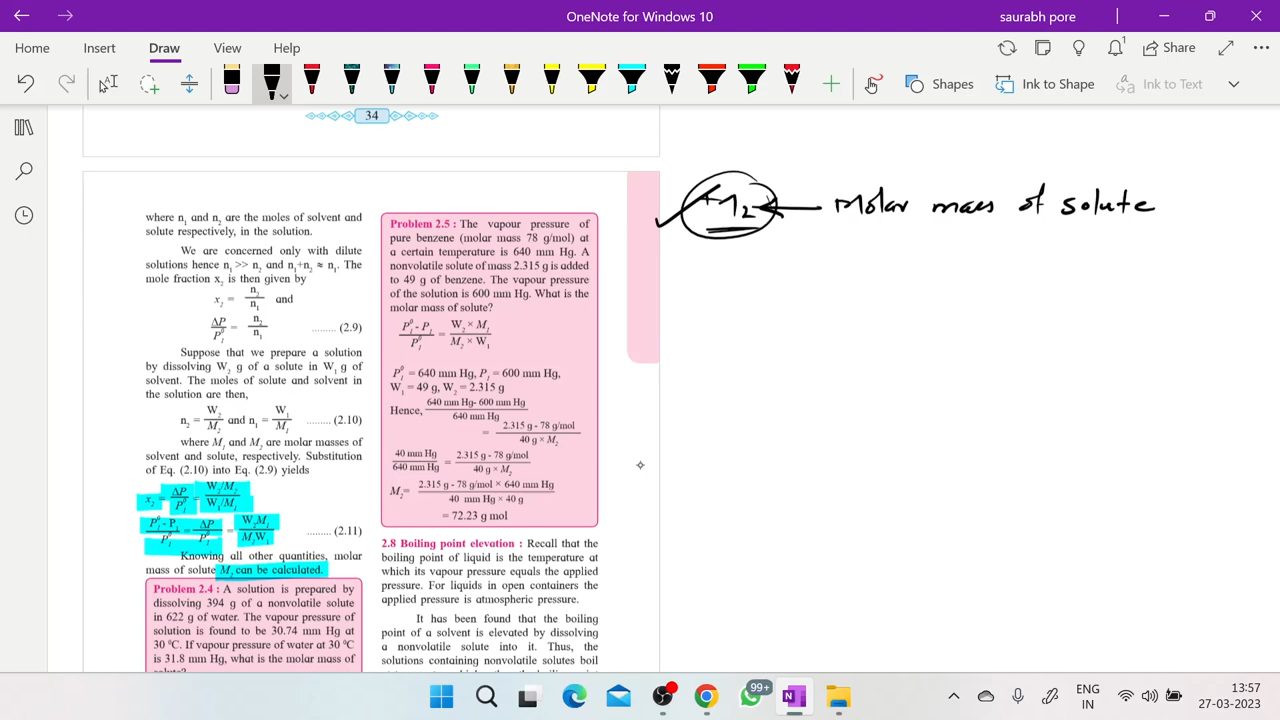 OneNote for Windows 10
saurabh pore
Home Insert Draw View Help
Share
Shapes
Ink to Shape
Ink to Text
34
where n₁ and n₂ are the moles of solvent and
solute respectively, in the solution.
We are concerned only with dilute
solutions hence n₁ >> n₂ and n₁+n₂ ≈ n₁. The
mole fraction x₂ is then given by
x₂ = n₂/n₁ and
ΔP/P₁⁰ = n₂/n₁ ......... (2.9)
Suppose that we prepare a solution
by dissolving W₂ g of a solute in W₁ g of
solvent. The moles of solute and solvent in
the solution are then,
n₂ = W₂/M₂ and n₁ = W₁/M₁ ........ (2.10)
where M₁ and M₂ are molar masses of
solvent and solute, respectively. Substitution
of Eq. (2.10) into Eq. (2.9) yields
x₂ = ΔP/P₁⁰ = W₂/M₂ / W₁/M₁
P₁⁰ - P₁/P₁⁰ = ΔP/P₁⁰ = W₂M₁/M₂W₁ ......... (2.11)
Knowing all other quantities, molar
mass of solute M₂ can be calculated.
Problem 2.4 : A solution is prepared by
dissolving 394 g of a nonvolatile solute
in 622 g of water. The vapour pressure of
solution is found to be 30.74 mm Hg at
30 ⁰C. If vapour pressure of water at 30 ⁰C
is 31.8 mm Hg, what is the molar mass of
solute?
Problem 2.5 : The vapour pressure of
pure benzene (molar mass 78 g/mol) at
a certain temperature is 640 mm Hg. A
nonvolatile solute of mass 2.315 g is added
to 49 g of benzene. The vapour pressure
of the solution is 600 mm Hg. What is the
molar mass of solute?
P₁⁰ - P₁/P₁⁰ = W₂ × M₁/M₂ × W₁
P₁⁰ = 640 mm Hg, P₁ = 600 mm Hg,
W₁ = 49 g, W₂ = 2.315 g
Hence, 640 mm Hg- 600 mm Hg/640 mm Hg
= 2.315 g - 78 g/mol/40 g × M₂
40 mm Hg/640 mm Hg = 2.315 g - 78 g/mol/40 g × M₂
M₂= 2.315 g - 78 g/mol × 640 mm Hg/40 mm Hg × 40 g
= 72.23 g mol
2.8 Boiling point elevation : Recall that the
boiling point of liquid is the temperature at
which its vapour pressure equals the applied
pressure. For liquids in open containers the
applied pressure is atmospheric pressure.
It has been found that the boiling
point of a solvent is elevated by dissolving
a nonvolatile solute into it. Thus, the
solutions containing nonvolatile solutes boil
M₂ ← Molar mass of solute
99+
ENG
IN
13:57
27-03-2023